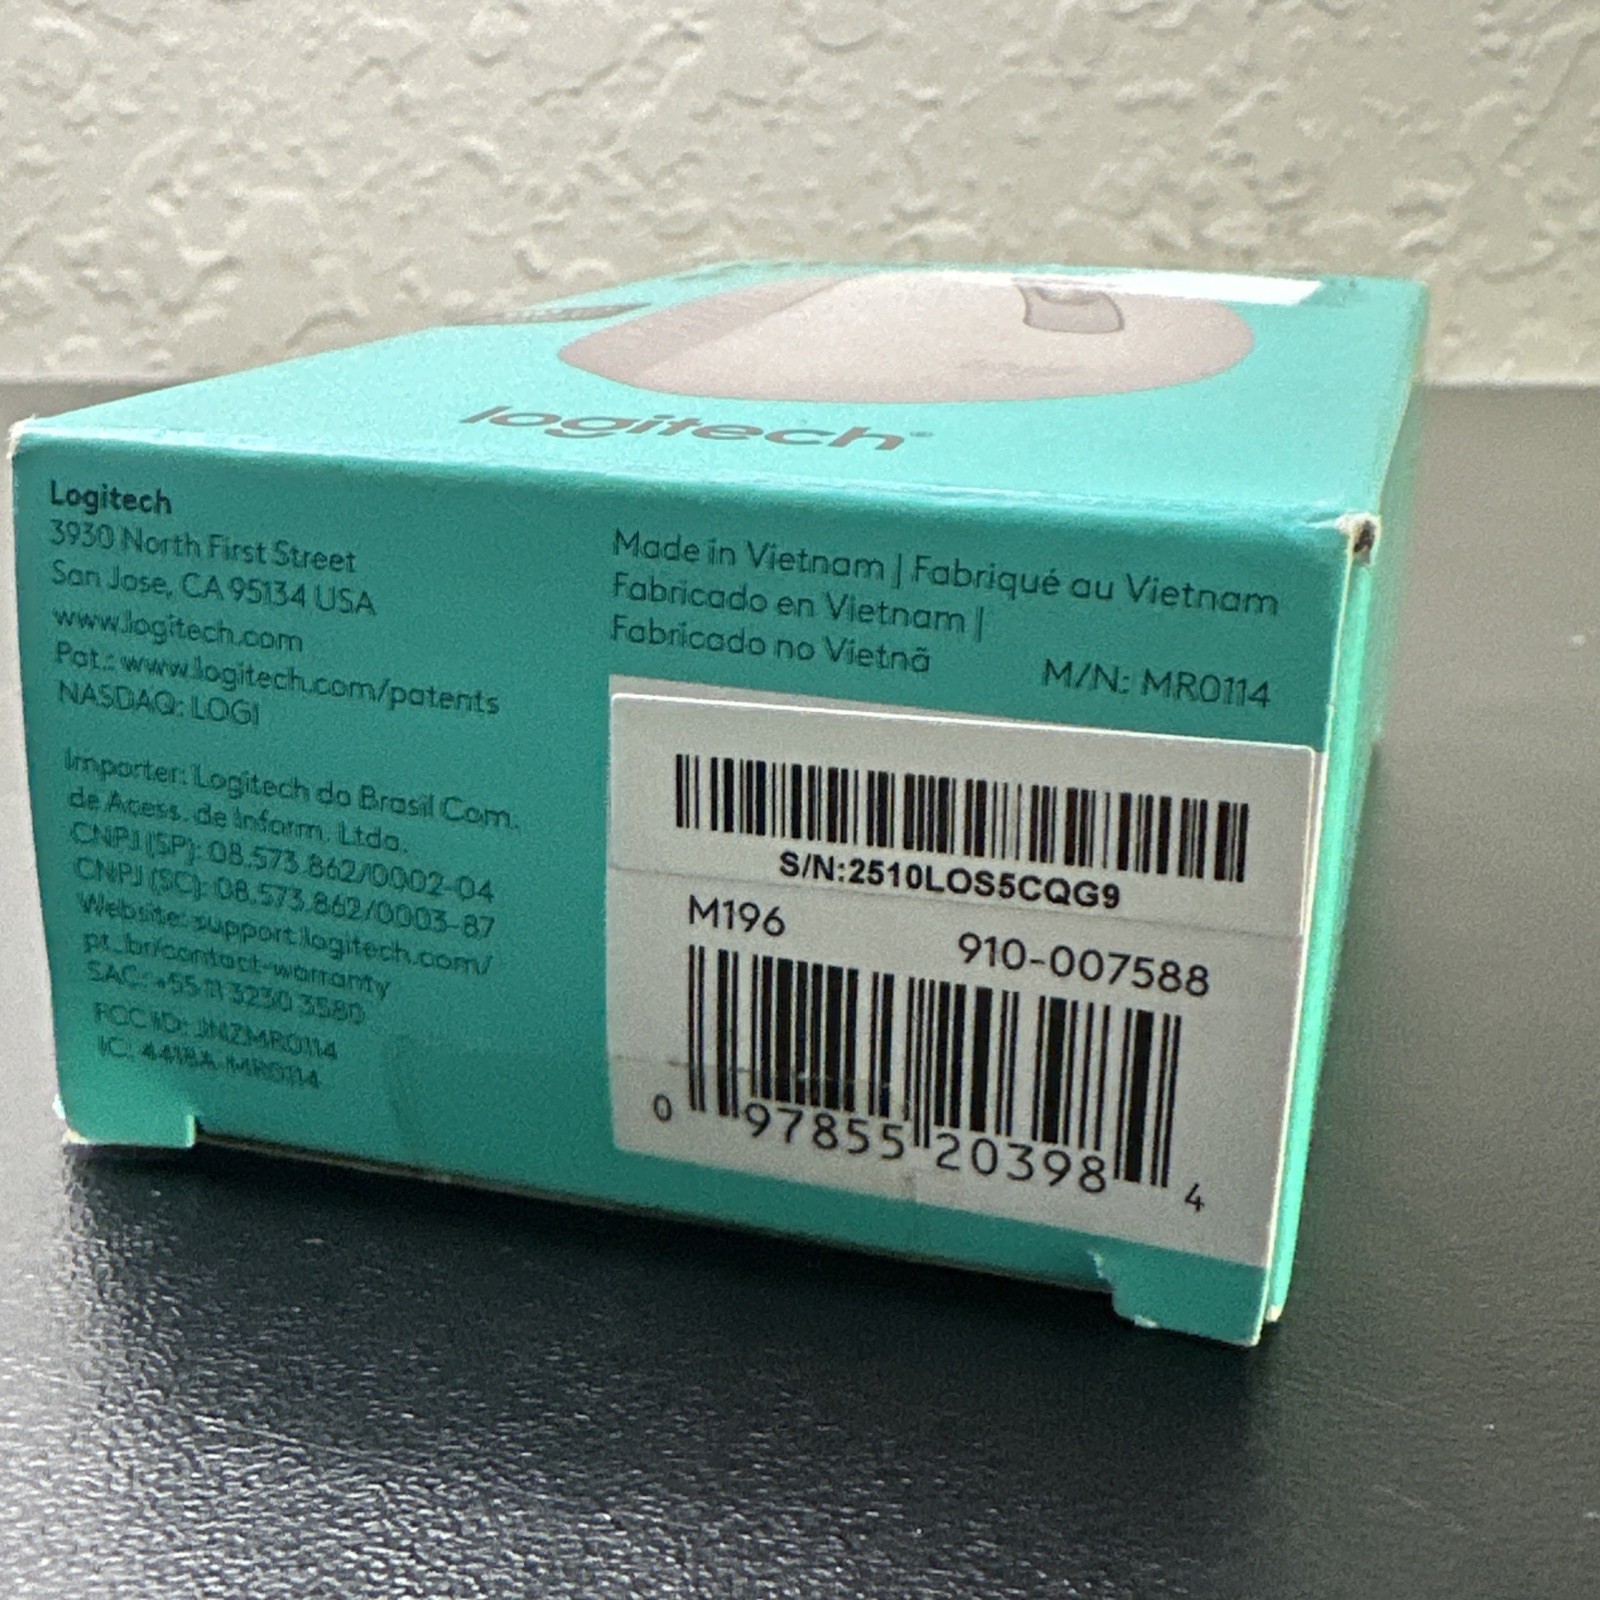 logitech
Logitech
3930 North First Street
San Jose, CA 95134 USA
www.logitech.com
Pat.: www.logitech.com/patents
NASDAQ: LOGI
Importer: Logitech do Brasil Com.
de Acess. de Inform. Ltda.
CNPJ (SP): 08.573.862/0002-04
CNPJ (SC): 08.573.862/0003-87
Website: support.logitech.com/
pt_br/contact-warranty
SAC.: +55 11 3230 3580
FCC ID: JNZMR0114
IC: 4418A-MR0114
Made in Vietnam | Fabriqué au Vietnam
Fabricado en Vietnam |
Fabricado no Vietnã
M/N: MR0114
S/N:2510LOS5CQG9
M196
910-007588
0 97855 20398 4